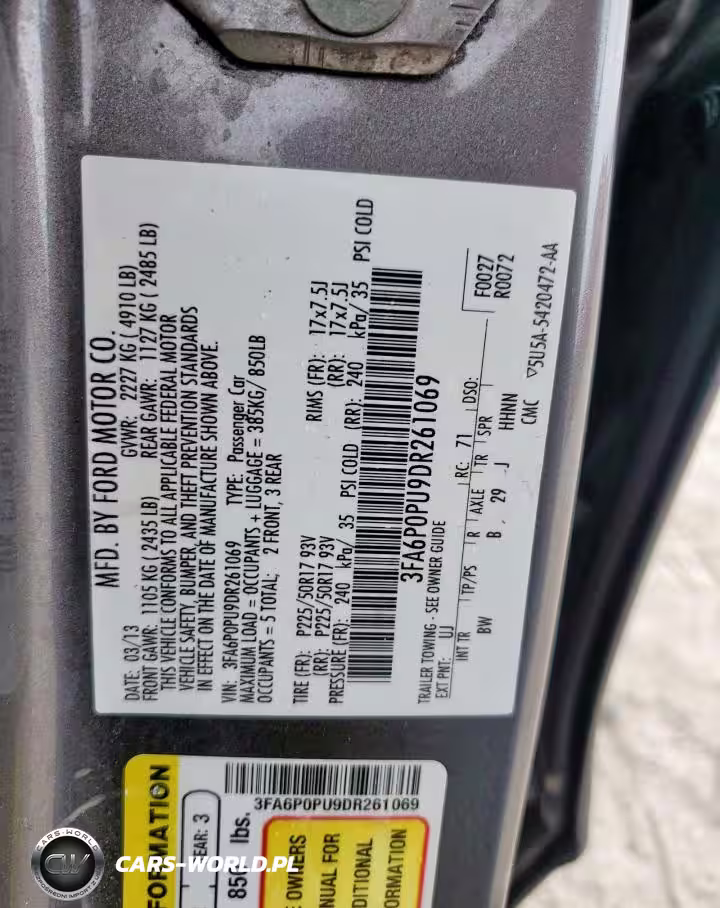 MFD. BY FORD MOTOR CO.
DATE: 03/13 GVWR: 2227 KG ( 4910 LB)
FRONT GAWR: 1105 KG ( 2435 LB) REAR GAWR: 1127 KG ( 2485 LB)
THIS VEHICLE CONFORMS TO ALL APPLICABLE FEDERAL MOTOR
VEHICLE SAFETY, BUMPER, AND THEFT PREVENTION STANDARDS
IN EFFECT ON THE DATE OF MANUFACTURE SHOWN ABOVE.
VIN: 3FA6P0PU9DR261069 TYPE: Passenger Car
MAXIMUM LOAD = OCCUPANTS + LUGGAGE = 385KG/ 850LB
OCCUPANTS = 5 TOTAL; 2 FRONT, 3 REAR
TIRE (FR): P225/50R17 93V RIMS (FR): 17x7.5J
(RR): P225/50R17 93V (RR): 17x7.5J
PRESSURE (FR): 240 kPa/ 35 PSI COLD (RR): 240 kPa/ 35 PSI COLD
3FA6P0PU9DR261069
TRAILER TOWING - SEE OWNER GUIDE
EXT PNT: UJ RC: 71 DSO:
INT TR TP/PS R AXLE TR SPR
BW B , 29 J HHNN
F0027
R0072
CMC
▽5U5A-5420472-AA
3FA6P0PU9DR261069
FORMATION
EAR: 3
lbs.
OWNERS
NUAL FOR
DITIONAL
ORMATION
CARS-WORLD
CW
CARS-WORLD.PL